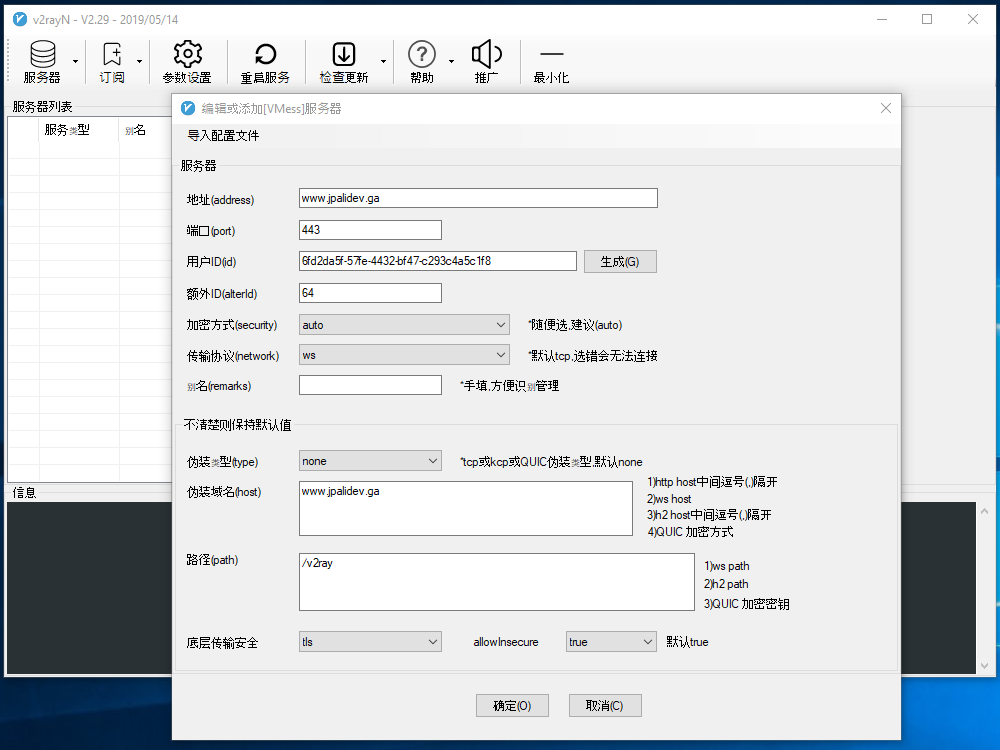 v2rayN - V2.29 - 2019/05/14
服务器 订阅 参数设置 重启服务 检查更新 帮助 推广 最小化
服务器列表
服务类型 别名
编辑或添加[VMess]服务器
导入配置文件
服务器
地址(address) www.jpalidev.ga
端口(port) 443
用户ID(id) 6fd2da5f-57fe-4432-bf47-c293c4a5c1f8 生成(G)
额外ID(alterId) 64
加密方式(security) auto *随便选,建议(auto)
传输协议(network) ws *默认tcp,选错会无法连接
别名(remarks) *手填,方便识别管理
不清楚则保持默认值
伪装类型(type) none *tcp或kcp或QUIC伪装类型,默认none
伪装域名(host) www.jpalidev.ga
1)http host中间逗号(,)隔开
2)ws host
3)h2 host中间逗号(,)隔开
4)QUIC 加密方式
路径(path) /v2ray
1)ws path
2)h2 path
3)QUIC 加密密钥
底层传输安全 tls allowInsecure true 默认true
确定(O) 取消(C)
信息